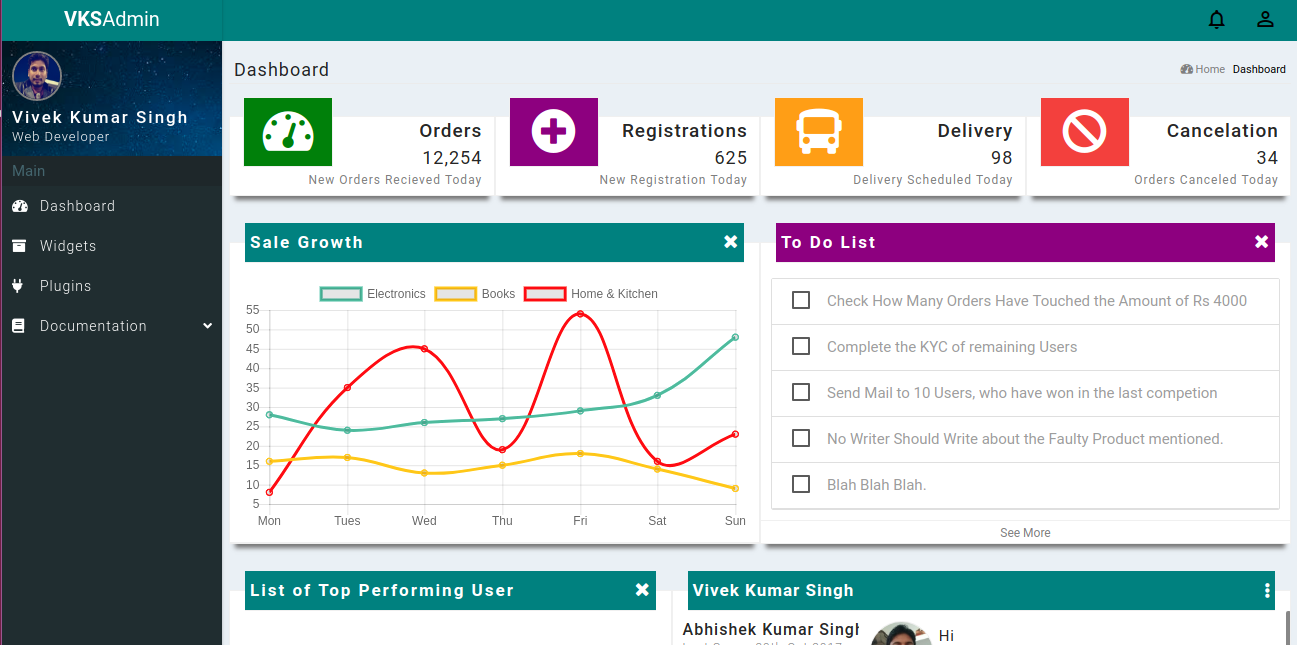 VKSAdmin
Vivek Kumar Singh
Web Developer
Main
Dashboard
Widgets
Plugins
Documentation
Dashboard
Home Dashboard
Orders
12,254
New Orders Recieved Today
Registrations
625
New Registration Today
Delivery
98
Delivery Scheduled Today
Cancelation
34
Orders Canceled Today
Sale Growth
Electronics Books Home & Kitchen
55
50
45
40
35
30
25
20
15
10
5
Mon Tues Wed Thu Fri Sat Sun
To Do List
Check How Many Orders Have Touched the Amount of Rs 4000
Complete the KYC of remaining Users
Send Mail to 10 Users, who have won in the last competion
No Writer Should Write about the Faulty Product mentioned.
Blah Blah Blah.
See More
List of Top Performing User
Vivek Kumar Singh
Abhishek Kumar Singh
Hi